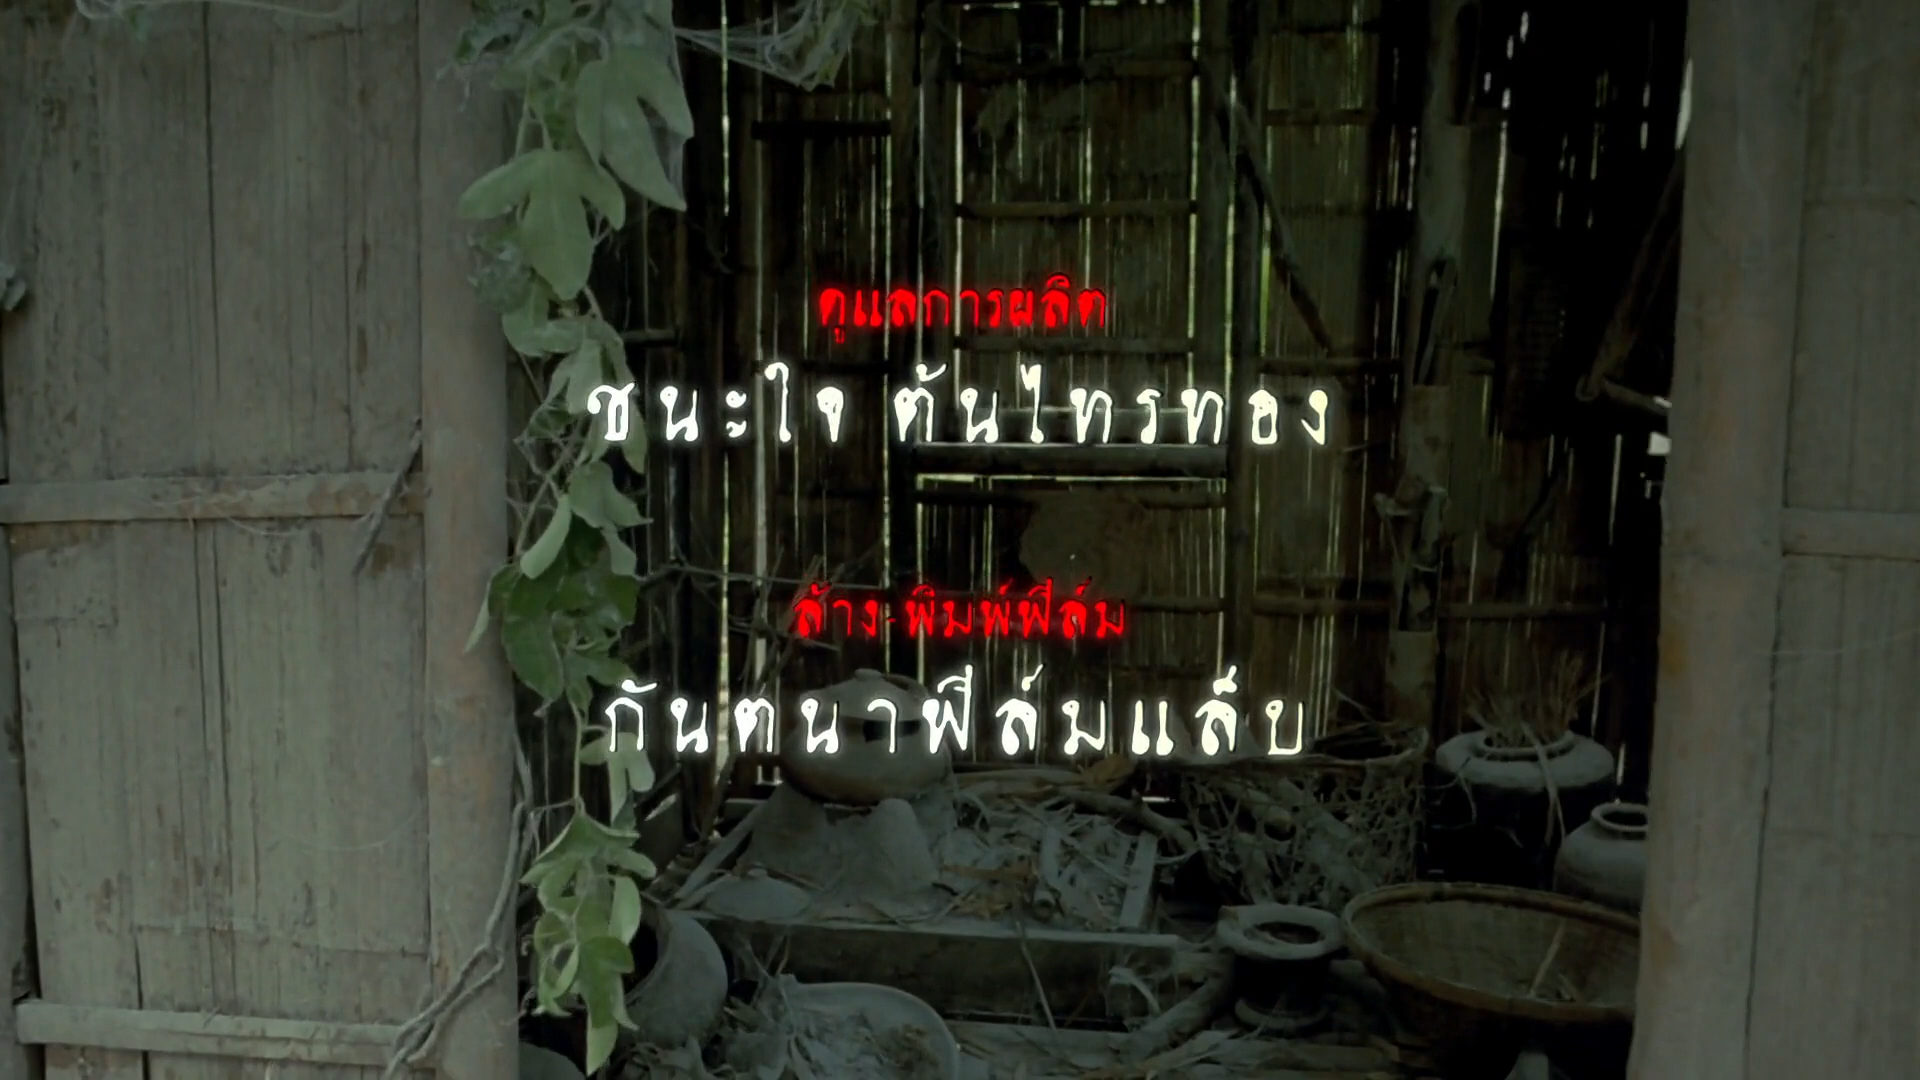 ดูแลการผลิต
ชนะใจ ต้นไทรทอง
ล้าง-พิมพ์ฟีล์ม
กันตนาฟีล์มแล็บ